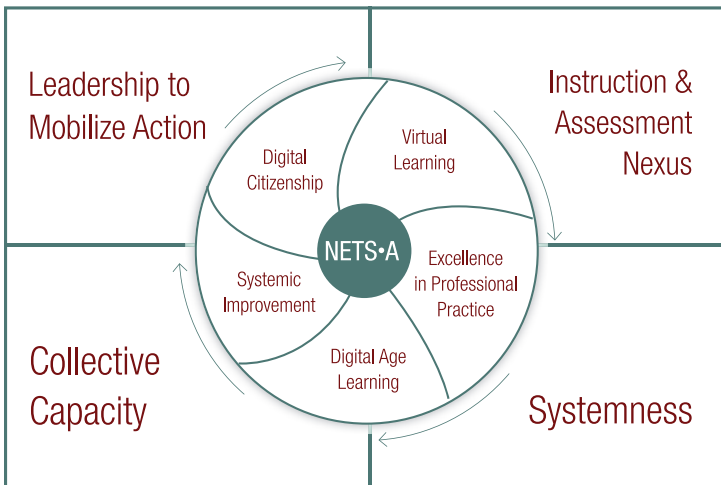 Leadership to
Mobilize Action
Instruction &
Assessment
Nexus
Digital
Citizenship
Virtual
Learning
NETS•A
Systemic
Improvement
Excellence
in Professional
Practice
Digital Age
Learning
Collective
Capacity
Systemness